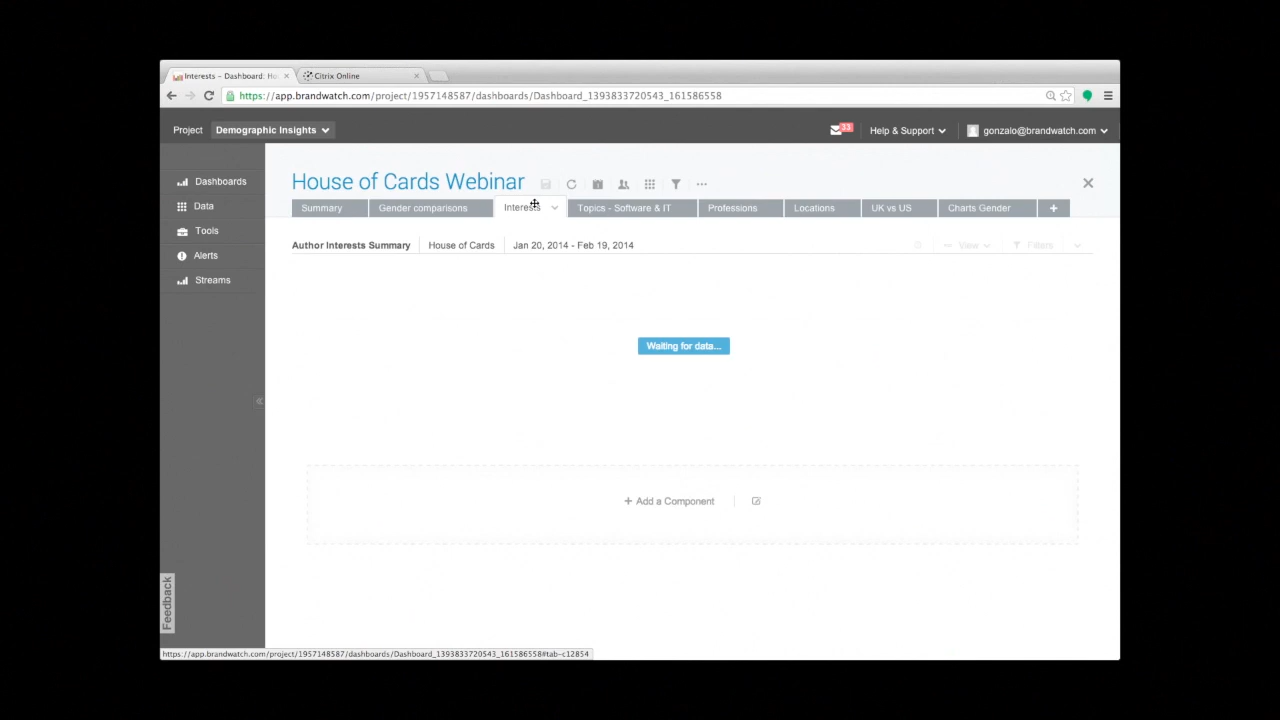 Interests – Dashboard: Hu
Citrix Online
https://app.brandwatch.com/project/1957148587/dashboards/Dashboard_1393833720543_161586558
Project
Demographic Insights
33
Help & Support
gonzalo@brandwatch.com
Dashboards
Data
Tools
Alerts
Streams
House of Cards Webinar
Summary
Gender comparisons
Interests
Topics - Software & IT
Professions
Locations
UK vs US
Charts Gender
+
Author Interests Summary
House of Cards
Jan 20, 2014 - Feb 19, 2014
View
Filters
Waiting for data...
+ Add a Component
Feedback
https://app.brandwatch.com/project/1957148587/dashboards/Dashboard_1393833720543_161586558#tab-c12854